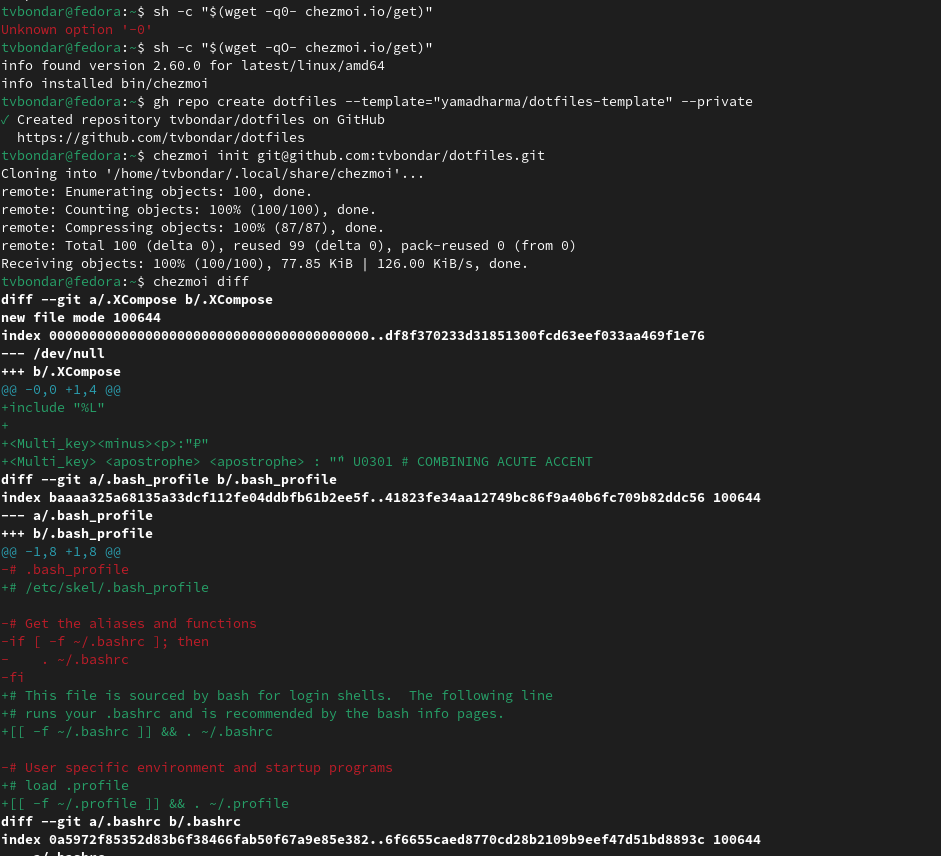 tvbondar@fedora:~$ sh -c "$(wget -q0- chezmoi.io/get)"
Unknown option '-0'
tvbondar@fedora:~$ sh -c "$(wget -qO- chezmoi.io/get)"
info found version 2.60.0 for latest/linux/amd64
info installed bin/chezmoi
tvbondar@fedora:~$ gh repo create dotfiles --template="yamadharma/dotfiles-template" --private
✓ Created repository tvbondar/dotfiles on GitHub
  https://github.com/tvbondar/dotfiles
tvbondar@fedora:~$ chezmoi init git@github.com:tvbondar/dotfiles.git
Cloning into '/home/tvbondar/.local/share/chezmoi'...
remote: Enumerating objects: 100, done.
remote: Counting objects: 100% (100/100), done.
remote: Compressing objects: 100% (87/87), done.
remote: Total 100 (delta 0), reused 99 (delta 0), pack-reused 0 (from 0)
Receiving objects: 100% (100/100), 77.85 KiB | 126.00 KiB/s, done.
tvbondar@fedora:~$ chezmoi diff
diff --git a/.XCompose b/.XCompose
new file mode 100644
index 0000000000000000000000000000000000000000..df8f370233d31851300fcd63eef033aa469f1e76
--- /dev/null
+++ b/.XCompose
@@ -0,0 +1,4 @@
+include "%L"
+
+<Multi_key><minus><p>:"₽"
+<Multi_key> <apostrophe> <apostrophe> : "́" U0301 # COMBINING ACUTE ACCENT
diff --git a/.bash_profile b/.bash_profile
index baaaa325a68135a33dcf112fe04ddbfb61b2ee5f..41823fe34aa12749bc86f9a40b6fc709b82ddc56 100644
--- a/.bash_profile
+++ b/.bash_profile
@@ -1,8 +1,8 @@
-# .bash_profile
+# /etc/skel/.bash_profile

-# Get the aliases and functions
-if [ -f ~/.bashrc ]; then
-    . ~/.bashrc
-fi
+# This file is sourced by bash for login shells.  The following line
+# runs your .bashrc and is recommended by the bash info pages.
+[[ -f ~/.bashrc ]] && . ~/.bashrc

-# User specific environment and startup programs
+# load .profile
+[[ -f ~/.profile ]] && . ~/.profile
diff --git a/.bashrc b/.bashrc
index 0a5972f85352d83b6f38466fab50f67a9e85e382..6f6655caed8770cd28b2109b9eef47d51bd8893c 100644
--- a/.bashrc